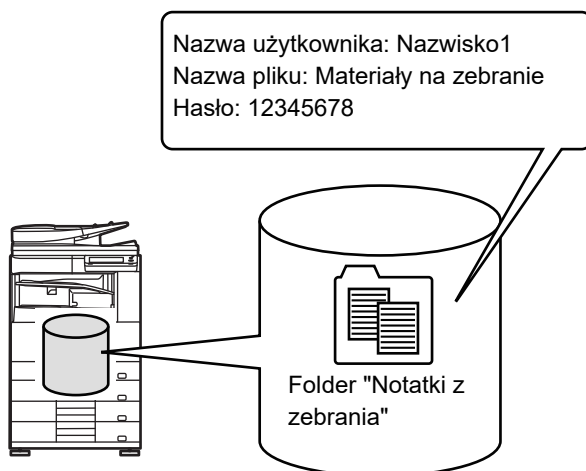 Nazwa użytkownika: Nazwisko1
Nazwa pliku: Materiały na zebranie
Hasło: 12345678
Folder "Notatki z
zebrania"